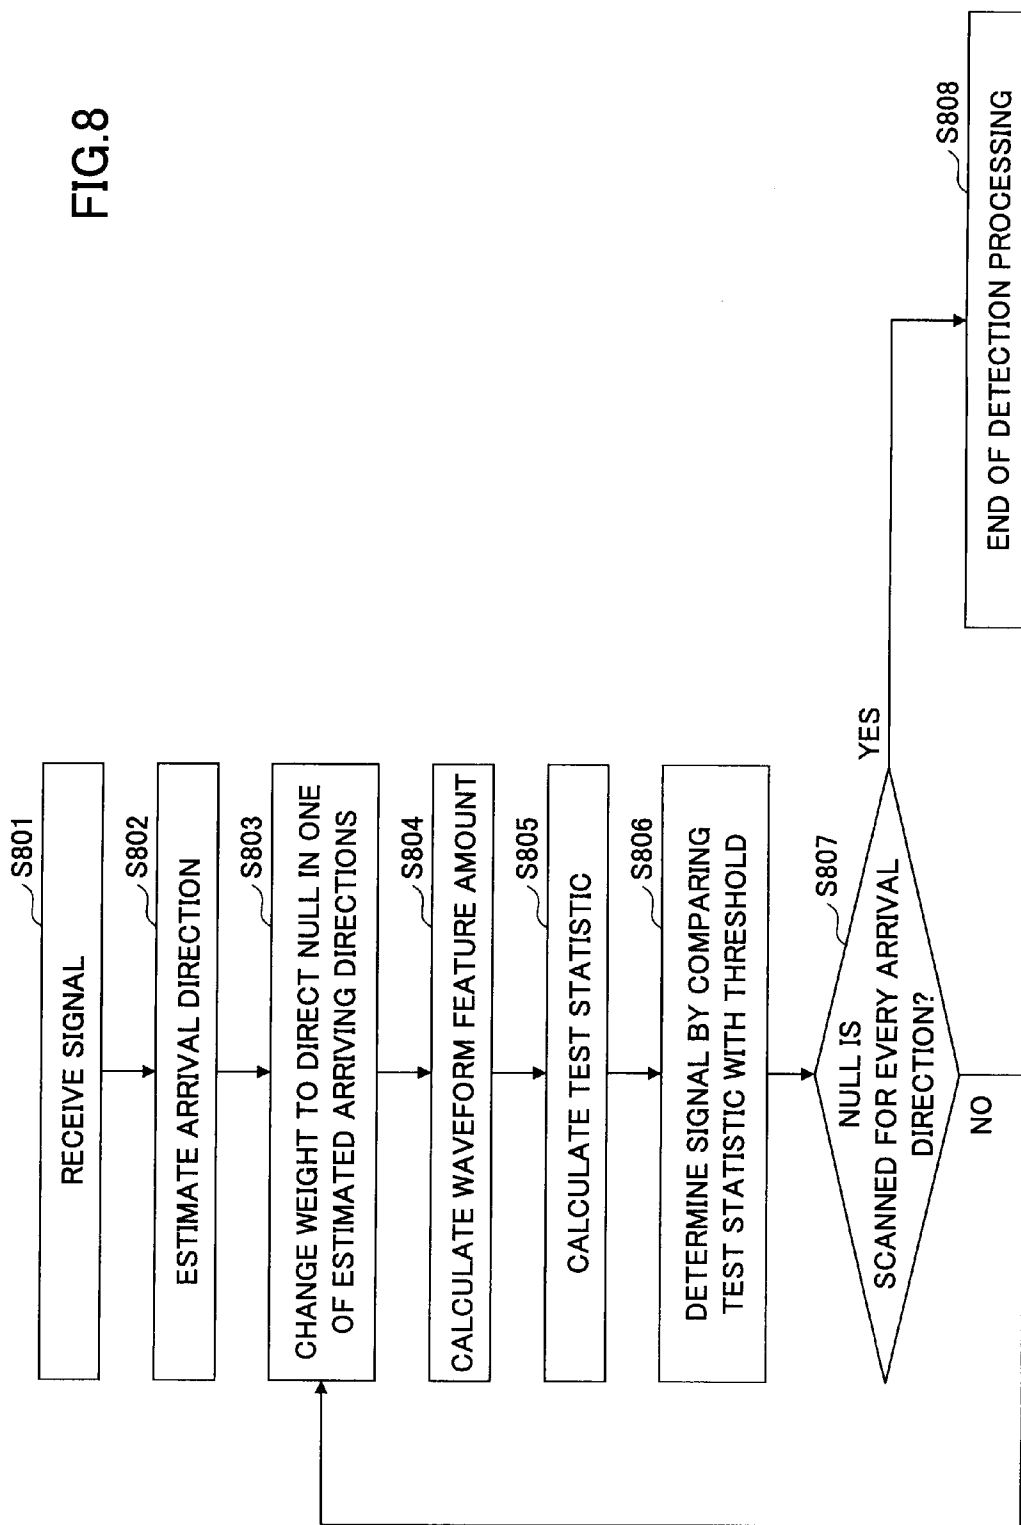 FIG.8
S801
RECEIVE SIGNAL
S802
ESTIMATE ARRIVAL DIRECTION
S803
CHANGE WEIGHT TO DIRECT NULL IN ONE
OF ESTIMATED ARRIVING DIRECTIONS
S804
CALCULATE WAVEFORM FEATURE AMOUNT
S805
CALCULATE TEST STATISTIC
S806
DETERMINE SIGNAL BY COMPARING
TEST STATISTIC WITH THRESHOLD
S807
NULL IS
SCANNED FOR EVERY ARRIVAL
DIRECTION?
YES
NO
S808
END OF DETECTION PROCESSING